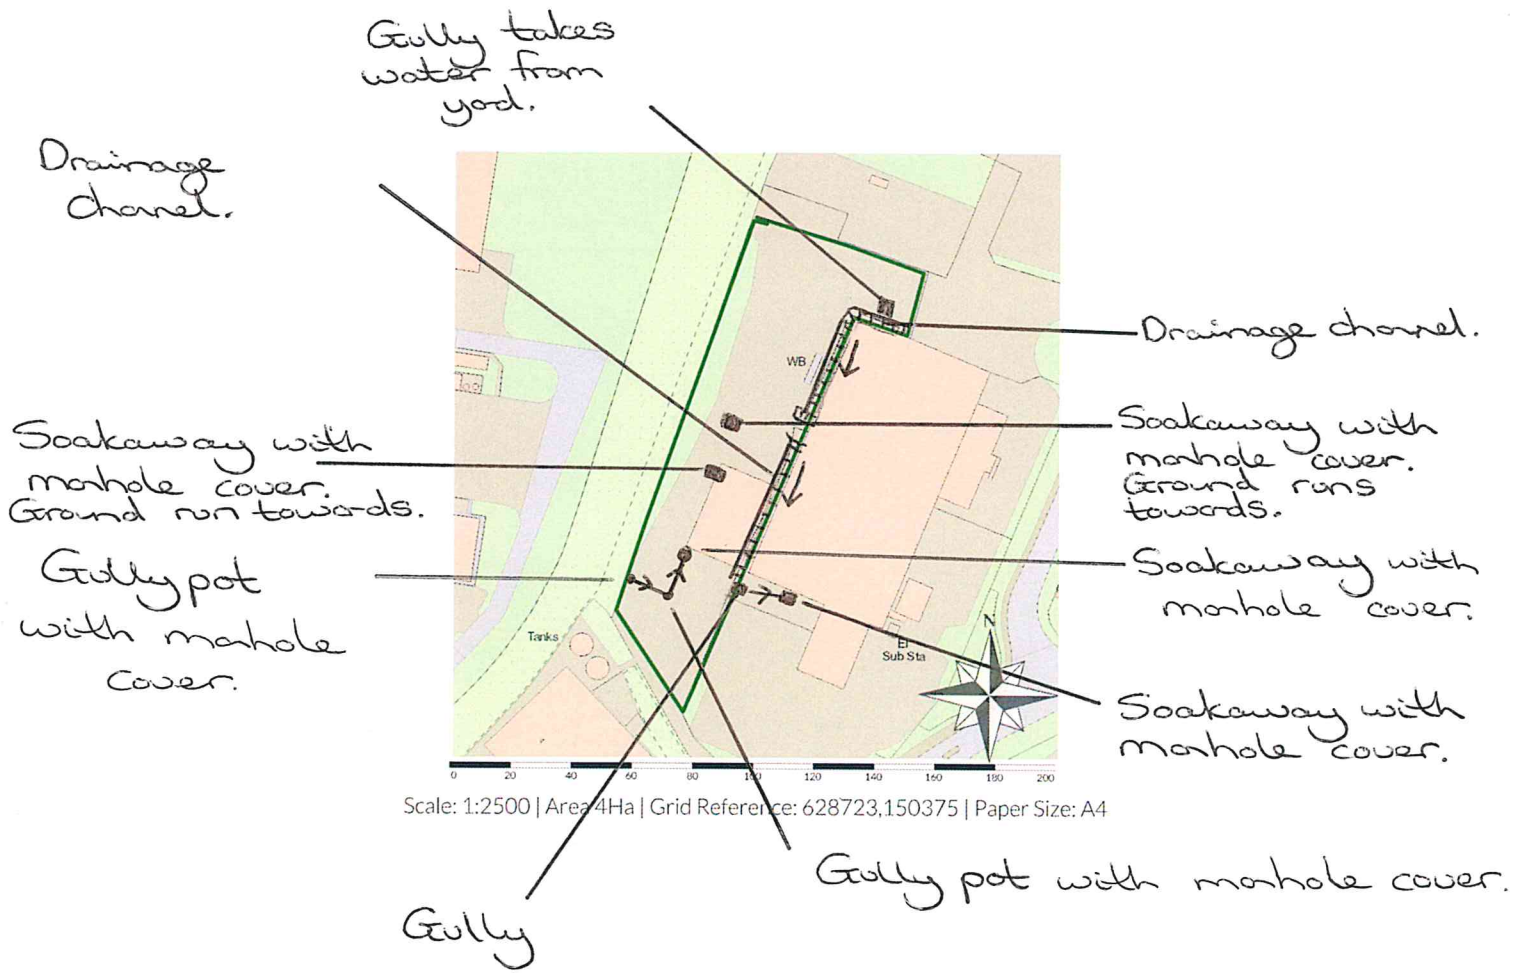 Gully takes
water from
yod.
Drainage
chanel.
Drainage channel.
WB
Soakaway with
manhole cover.
Ground run towards.
Soakaway with
manhole cover.
Ground runs
towards.
Gully pot
with manhole
cover.
Soakaway with
manhole cover.
Tanks
El
Sub Sta
N
Soakaway with
manhole cover.
0 20 40 60 80 100 120 140 160 180 200
Scale: 1:2500 | Area 4Ha | Grid Reference: 628723,150375 | Paper Size: A4
Gully pot with manhole cover.
Gully